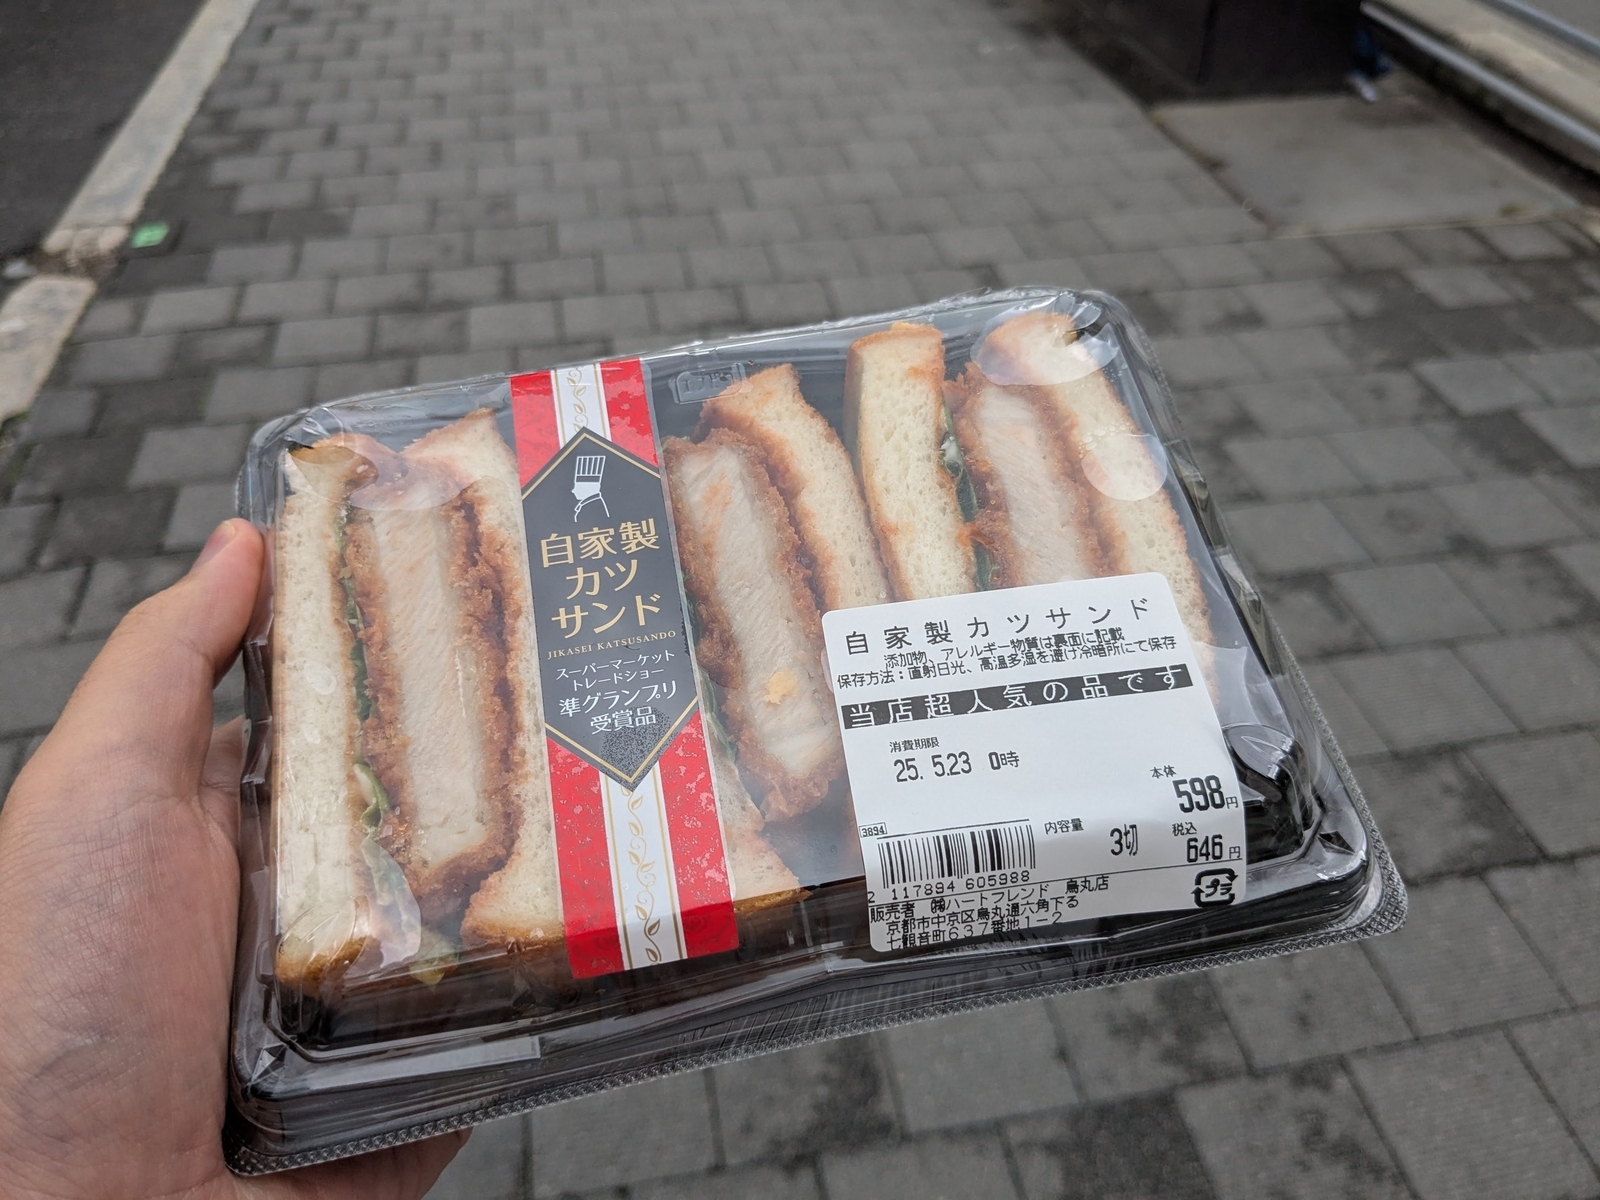 自家製
カツ
サンド
JIKASEI KATSUSANDO
スーパーマーケット
トレードショー
準グランプリ
受賞品
自家製カツサンド
添加物、アレルギー物質は裏面に記載
保存方法：直射日光、高温多湿を避け冷暗所にて保存
当店超人気の品です
消費期限
25. 5.23 0時
本体
598円
3894
内容量
3切
税込
646円
2 117894 605988
プラ
販売者 ㈱ハートフレンド 烏丸店
京都市中京区烏丸通六角下る
七観音町637番地1-2